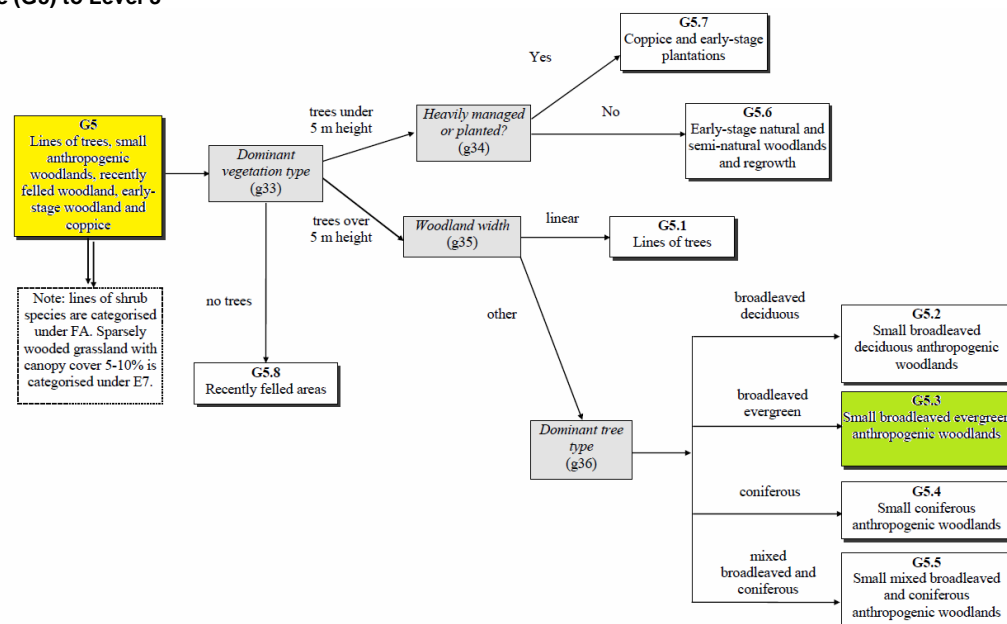 e (G5) to Level 3
G5
Lines of trees, small
anthropogenic
woodlands, recently
felled woodland, early-
stage woodland and
coppice
Note: lines of shrub
species are categorised
under FA. Sparsely
wooded grassland with
canopy cover 5-10% is
categorised under E7.
Dominant
vegetation type
(g33)
trees under
5 m height
trees over
5 m height
no trees
G5.8
Recently felled areas
Heavily managed
or planted?
(g34)
Yes
G5.7
Coppice and early-stage
plantations
No
G5.6
Early-stage natural and
semi-natural woodlands
and regrowth
Woodland width
(g35)
linear
G5.1
Lines of trees
other
Dominant tree
type
(g36)
broadleaved
deciduous
G5.2
Small broadleaved
deciduous anthropogenic
woodlands
broadleaved
evergreen
G5.3
Small broadleaved evergreen
anthropogenic woodlands
coniferous
G5.4
Small coniferous
anthropogenic woodlands
mixed
broadleaved and
coniferous
G5.5
Small mixed broadleaved
and coniferous
anthropogenic woodlands